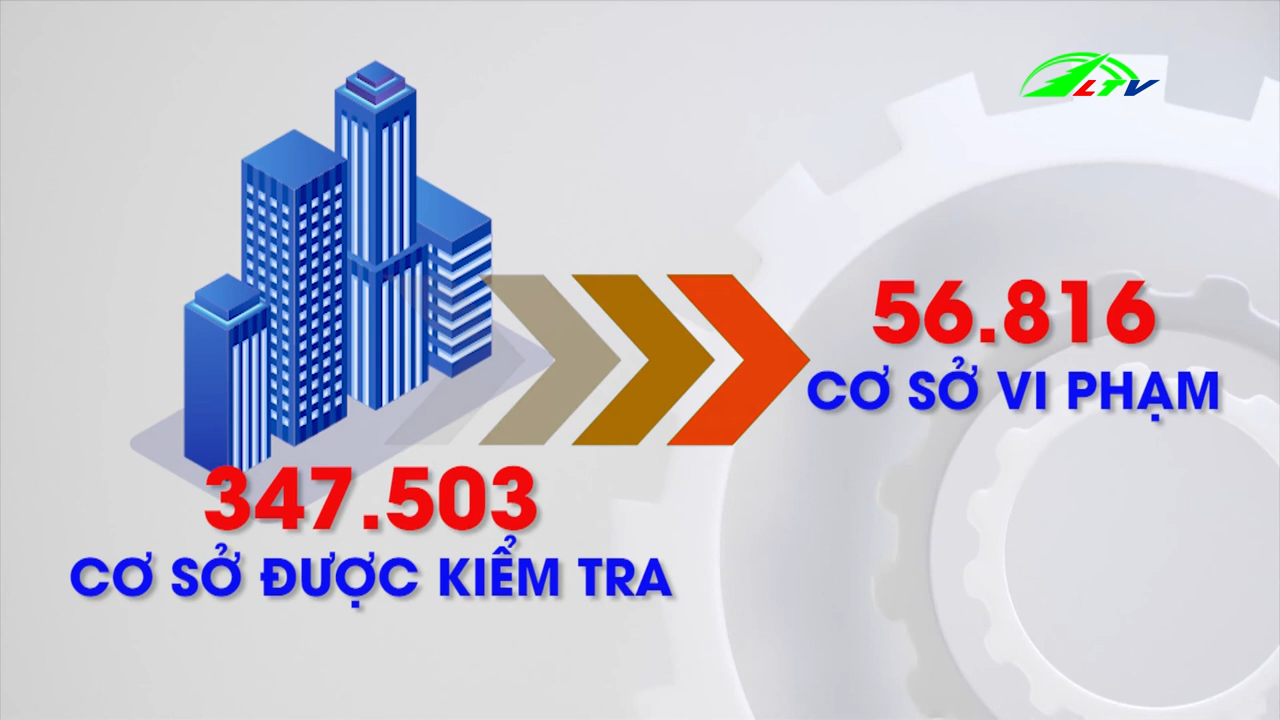 LTV
56.816
CƠ SỞ VI PHẠM
347.503
CƠ SỞ ĐƯỢC KIỂM TRA